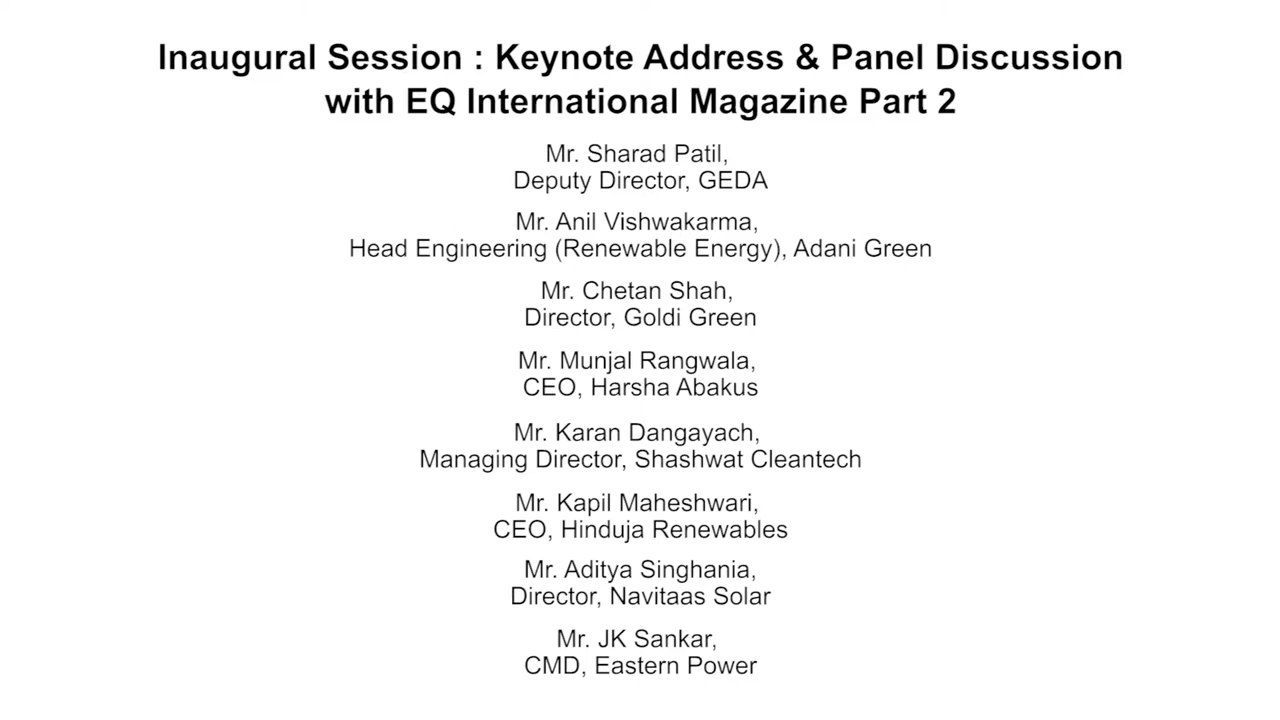 Inaugural Session : Keynote Address & Panel Discussion
with EQ International Magazine Part 2
Mr. Sharad Patil,
Deputy Director, GEDA
Mr. Anil Vishwakarma,
Head Engineering (Renewable Energy), Adani Green
Mr. Chetan Shah,
Director, Goldi Green
Mr. Munjal Rangwala,
CEO, Harsha Abakus
Mr. Karan Dangayach,
Managing Director, Shashwat Cleantech
Mr. Kapil Maheshwari,
CEO, Hinduja Renewables
Mr. Aditya Singhania,
Director, Navitaas Solar
Mr. JK Sankar,
CMD, Eastern Power